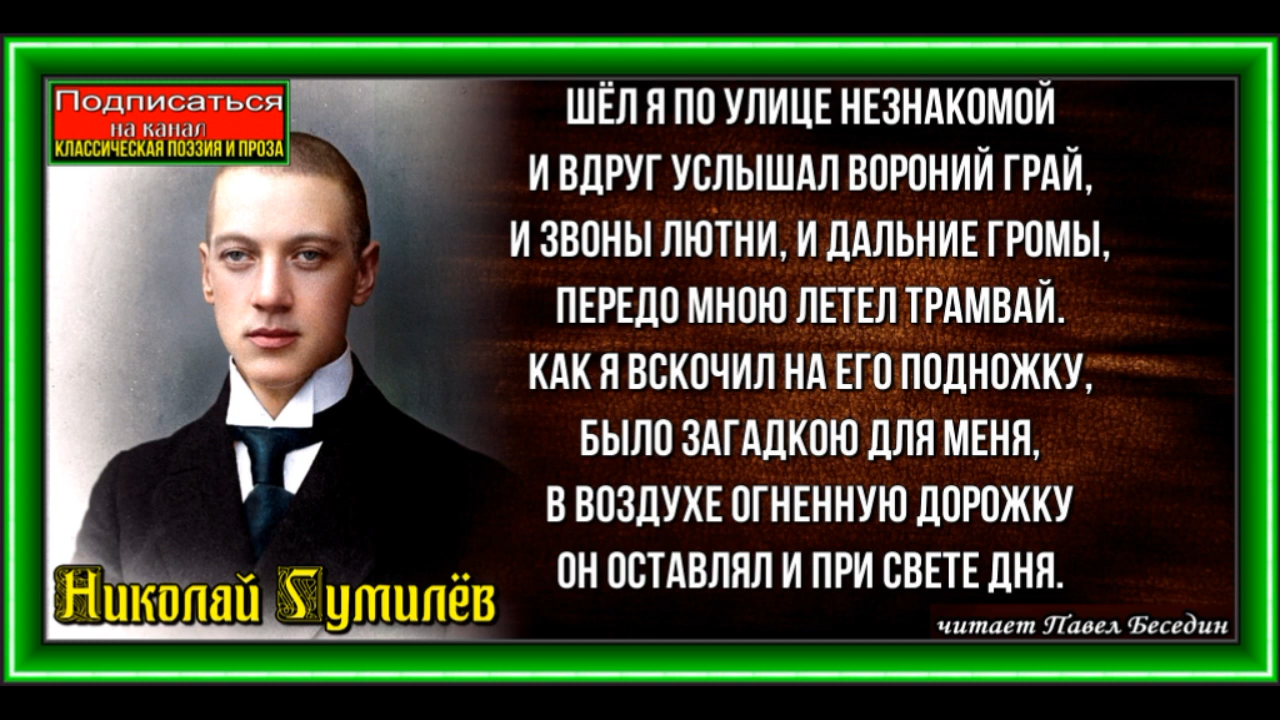 Подписаться
на канал
КЛАССИЧЕСКАЯ ПОЭЗИЯ И ПРОЗА
ШЁЛ Я ПО УЛИЦЕ НЕЗНАКОМОЙ
И ВДРУГ УСЛЫШАЛ ВОРОНИЙ ГРАЙ,
И ЗВОНЫ ЛЮТНИ, И ДАЛЬНИЕ ГРОМЫ,
ПЕРЕДО МНОЮ ЛЕТЕЛ ТРАМВАЙ.
КАК Я ВСКОЧИЛ НА ЕГО ПОДНОЖКУ,
БЫЛО ЗАГАДКОЮ ДЛЯ МЕНЯ,
В ВОЗДУХЕ ОГНЕННУЮ ДОРОЖКУ
ОН ОСТАВЛЯЛ И ПРИ СВЕТЕ ДНЯ.
Николай Гумилёв
читает Павел Беседин